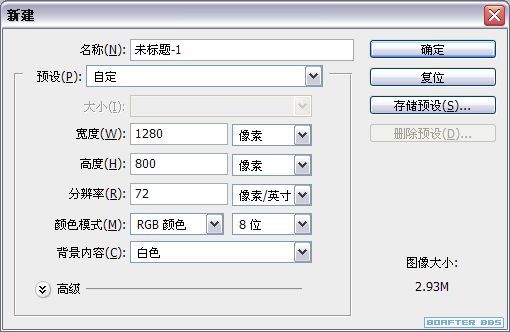 新建
名称(N): 未标题-1
确定
预设(P): 自定
复位
大小(I):
存储预设(S)...
宽度(W): 1280 像素
删除预设(D)...
高度(H): 800 像素
分辨率(R): 72 像素/英寸
颜色模式(M): RGB 颜色 8 位
背景内容(C): 白色
图像大小:
高级
2.93M
BOAFTER BBS